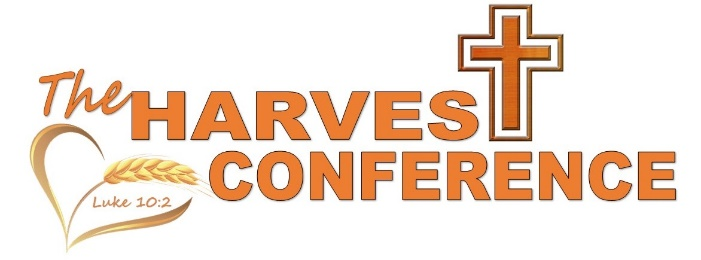 The
HARVEST
CONFERENCE
Luke 10:2